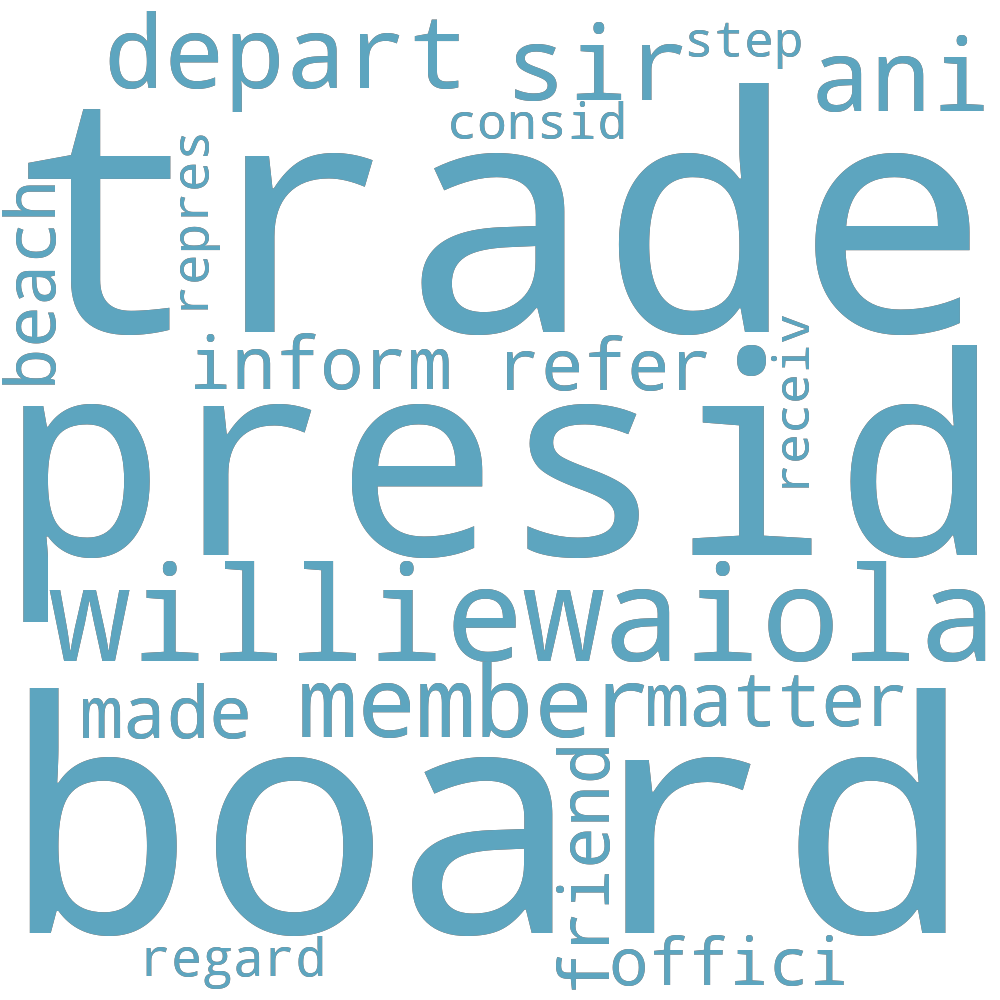 depart
sir
step
ani
consid
trade
repres
beach
inform
refer
receiv
presid
williewaiola
made
member
matter
board
friend
regard
offici